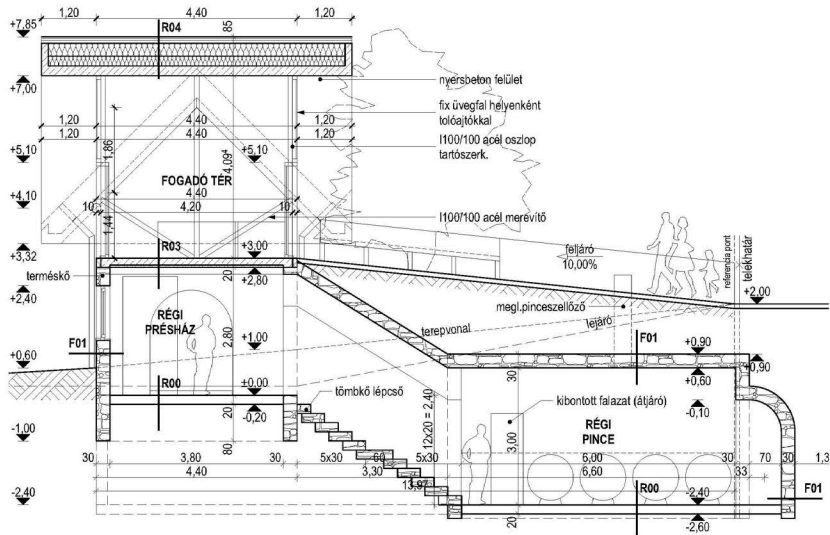 1,20 4,40 1,20
+7,85
R04
85
+7,00
nyersbeton felület
fix üvegfal helyenként
tolóajtókkal
1,20 4,40 1,20
1,20 4,40 1,20
I100/100 acél oszlop
tartószerk.
+5,10
+5,10
1,86
4,09⁴
FOGADÓ TÉR
+4,10
4,40
10 4,20 10
I100/100 acél merevítő
1,44
+3,32
R03
+3,00
feljáró
10,00%
referencia pont
telekhatár
terméskő
20
+2,80
+2,40
+2,00
megl.pinceszellőző
RÉGI
PRÉSHÁZ
2,80
+1,00
terepvonal
lejáró
F01
F01
+0,90
+0,60
+0,90
30
+0,60
R00
+0,00
tömbkő lépcső
20
-0,20
-0,10
kibontott falazat (átjáró)
12x20 = 2,40
3,00
RÉGI
PINCE
-1,00
80
30 3,80 30 5x30 60 5x30 6,00 30 70 30 1,3
4,40 3,30 6,60 33
13,97
R00
-2,40
-2,40
F01
20
-2,60